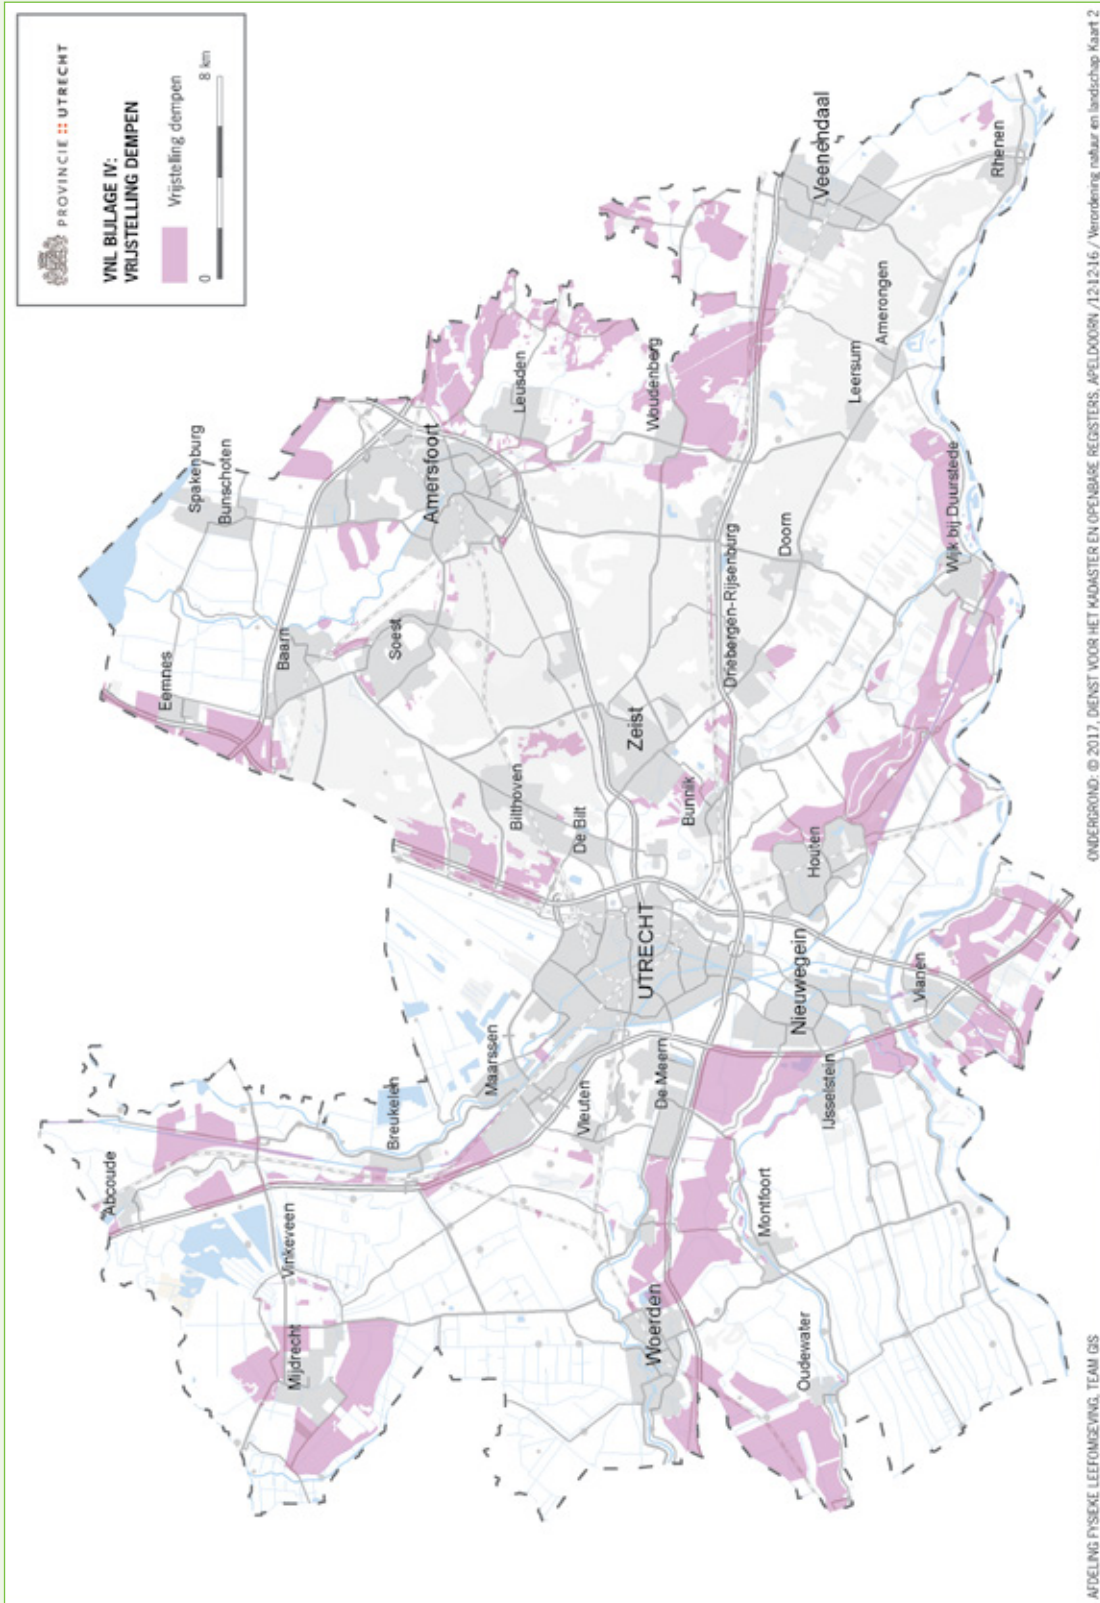 PROVINCIE :: UTRECHT
VNL BIJLAGE IV:
VRIJSTELLING DEMPEN
Vrijstelling dempen
0
8 km
Spakenburg
Bunschoten
Eemnes
Baarn
Soest
Amersfoort
Leusden
Woudenberg
Veenendaal
Rhenen
Amerongen
Leersum
Doorn
Wijk bij Duurstede
Driebergen-Rijsenburg
Zeist
Bilthoven
De Bilt
Bunnik
Houten
UTRECHT
Nieuwegein
Vianen
Maarssen
Vleuten
De Meern
IJsselstein
Breukelen
Abcoude
Vinkeveen
Mijdrecht
Montfoort
Woerden
Oudewater
AFDELING FYSIEKE LEEFOMGEVING, TEAM GIS
ONDERGROND: © 2017, DIENST VOOR HET KADASTER EN OPENBARE REGISTERS, APELDOORN /12-12-16 / Verordening natuur en landschap Kaart 2